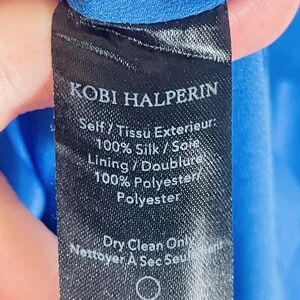 KOBI HALPERIN
Self / Tissu Exterieur:
100% Silk / Soie
Lining / Doublure:
100% Polyester/
Polyester
Dry Clean Only
Nettoyer À Sec Seulement